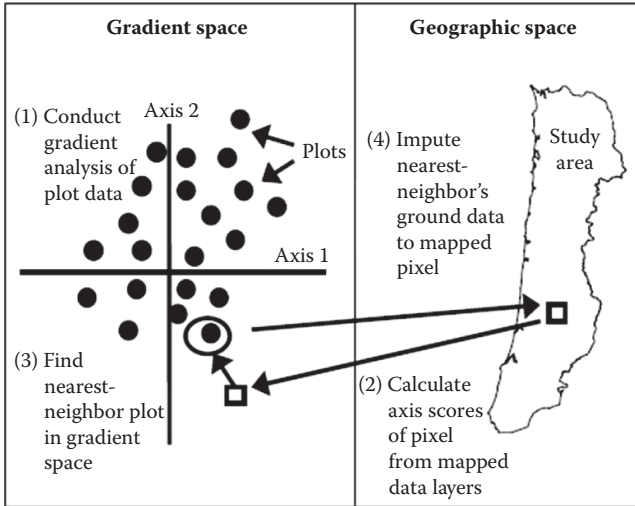 Gradient space
Geographic space
Axis 2
(1) Conduct
gradient
analysis of
plot data
Plots
Axis 1
(3) Find
nearest-
neighbor plot
in gradient
space
Study
area
(4) Impute
nearest-
neighbor’s
ground data
to mapped
pixel
(2) Calculate
axis scores
of pixel
from mapped
data layers